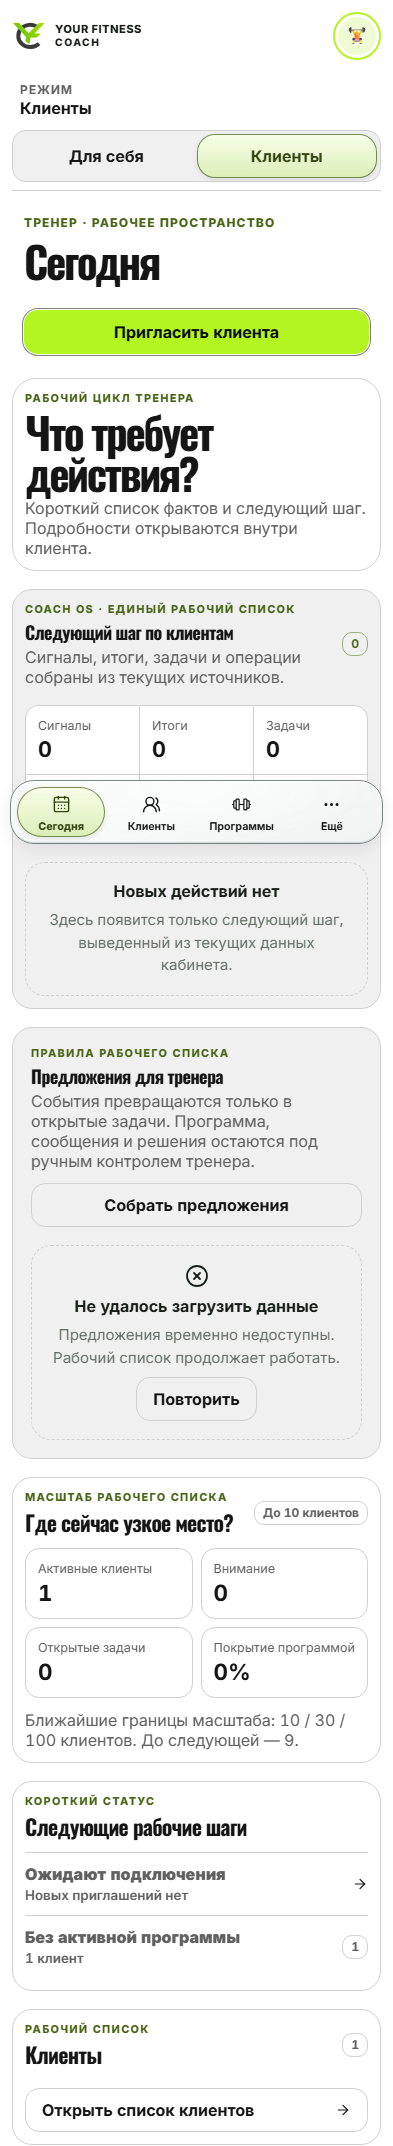 YOUR FITNESS
COACH
РЕЖИМ
Клиенты
Для себя
Клиенты
ТРЕНЕР · РАБОЧЕЕ ПРОСТРАНСТВО
Сегодня
Пригласить клиента
РАБОЧИЙ ЦИКЛ ТРЕНЕРА
Что требует
действия?
Короткий список фактов и следующий шаг.
Подробности открываются внутри
клиента.
COACH OS · ЕДИНЫЙ РАБОЧИЙ СПИСОК
Следующий шаг по клиентам
0
Сигналы, итоги, задачи и операции
собраны из текущих источников.
Сигналы
Итоги
Задачи
0
0
0
Сегодня
Клиенты
Программы
Ещё
Новых действий нет
Здесь появится только следующий шаг,
выведенный из текущих данных
кабинета.
ПРАВИЛА РАБОЧЕГО СПИСКА
Предложения для тренера
События превращаются только в
открытые задачи. Программа,
сообщения и решения остаются под
ручным контролем тренера.
Собрать предложения
Не удалось загрузить данные
Предложения временно недоступны.
Рабочий список продолжает работать.
Повторить
МАСШТАБ РАБОЧЕГО СПИСКА
Где сейчас узкое место?
До 10 клиентов
Активные клиенты
1
Внимание
0
Открытые задачи
0
Покрытие программой
0%
Ближайшие границы масштаба: 10 / 30 /
100 клиентов. До следующей — 9.
КОРОТКИЙ СТАТУС
Следующие рабочие шаги
Ожидают подключения
Новых приглашений нет
Без активной программы
1 клиент
1
РАБОЧИЙ СПИСОК
Клиенты
1
Открыть список клиентов